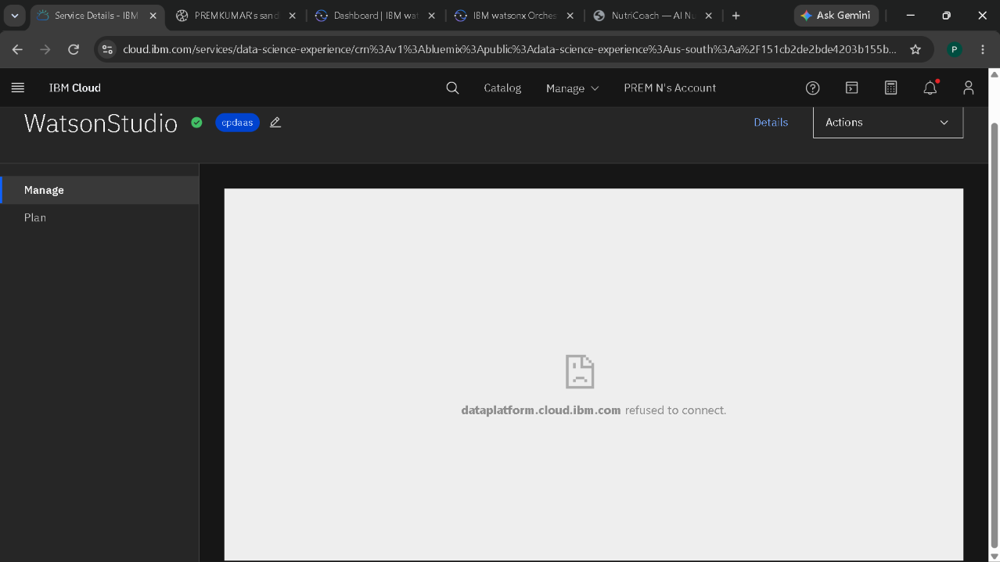 Service Details - IBM
PREMKUMAR's sand
Dashboard | IBM wat
IBM watsonx Orches
NutriCoach — AI Nu
Ask Gemini
cloud.ibm.com/services/data-science-experience/crn%3Av1%3Abluemix%3Apublic%3Adata-science-experience%3Aus-south%3Aa%2F151cb2de2bde4203b155b...
P
IBM Cloud
Catalog
Manage
PREM N's Account
WatsonStudio
cpdaas
Details
Actions
Manage
Plan
dataplatform.cloud.ibm.com refused to connect.